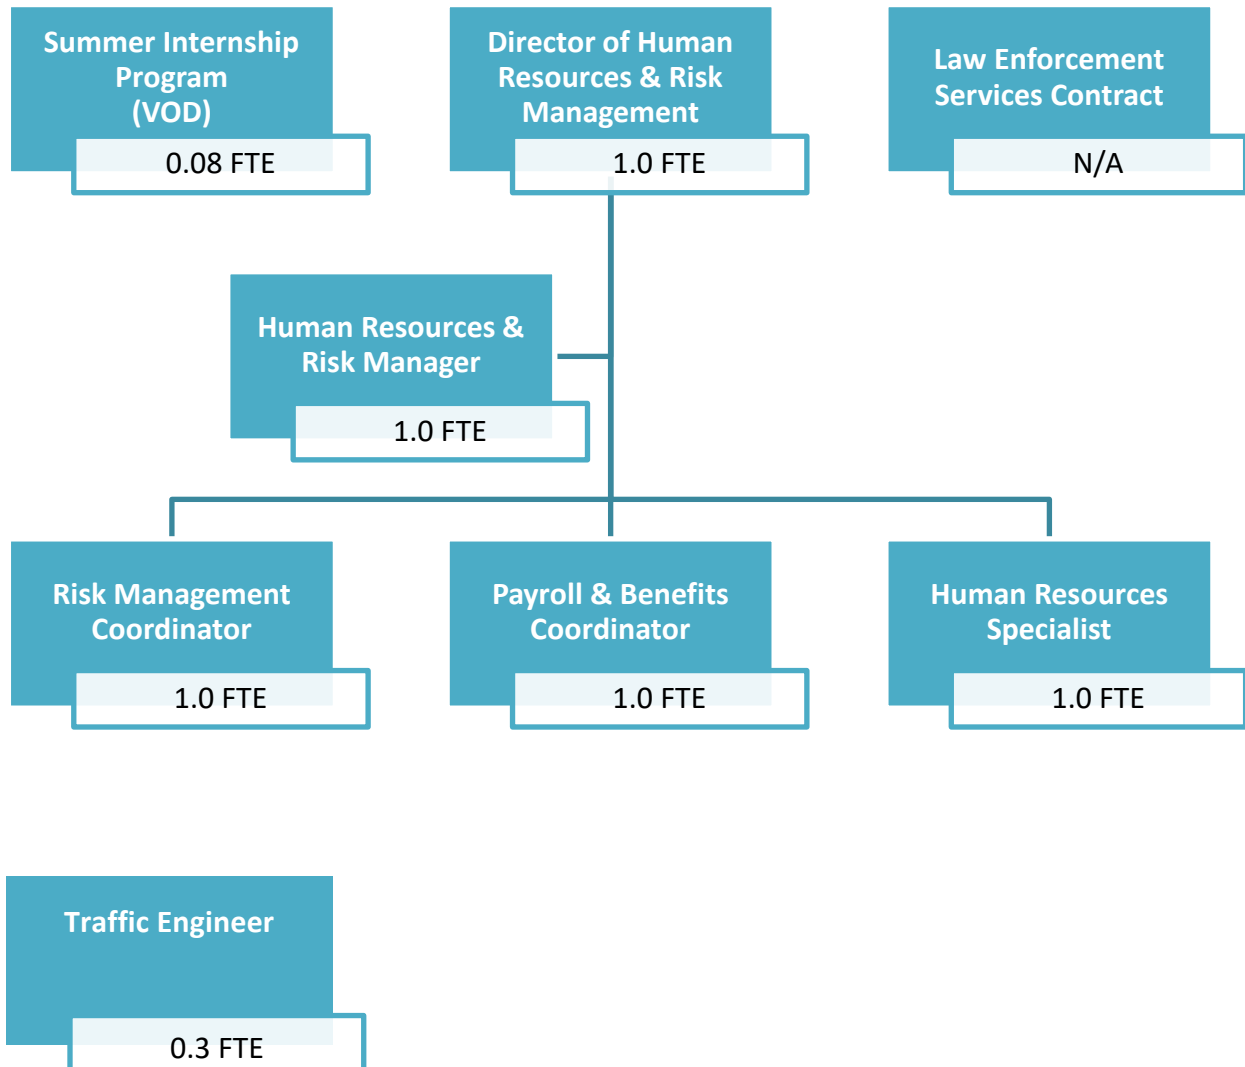 Summer Internship
Program
(VOD)
0.08 FTE
Director of Human
Resources & Risk
Management
1.0 FTE
Law Enforcement
Services Contract
N/A
Human Resources &
Risk Manager
1.0 FTE
Risk Management
Coordinator
1.0 FTE
Payroll & Benefits
Coordinator
1.0 FTE
Human Resources
Specialist
1.0 FTE
Traffic Engineer
0.3 FTE